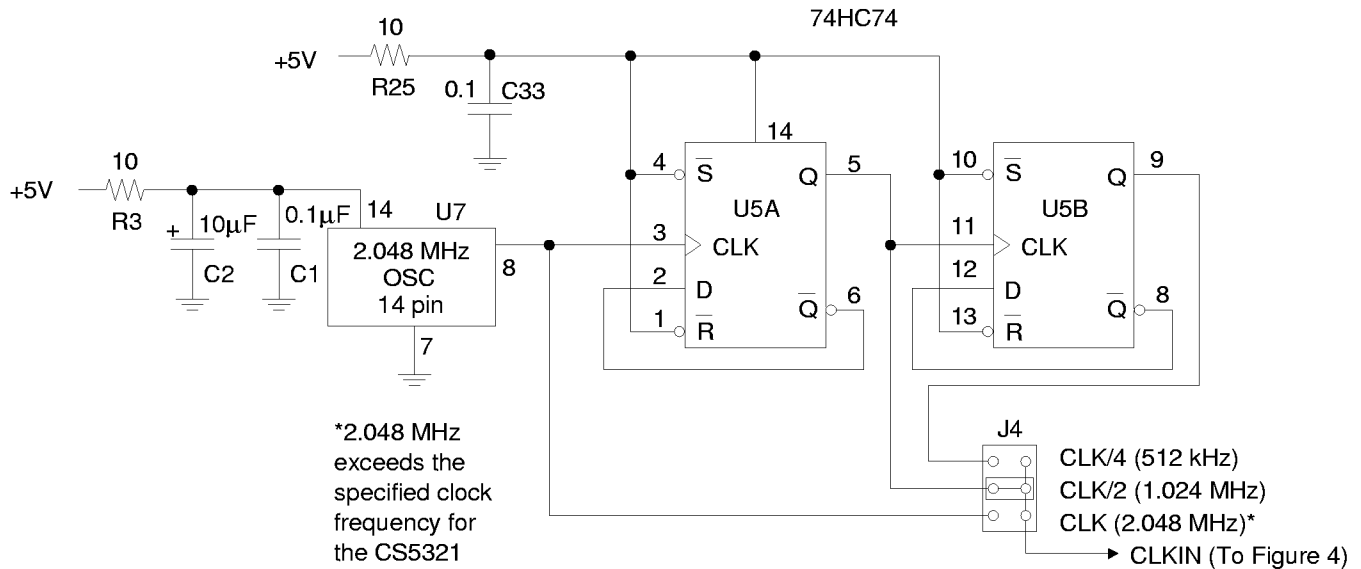 74HC74
10
+5V
R25
0.1 C33
14
10
+5V
R3
+ 10μF
C2
0.1μF
C1
14
U7
2.048 MHz
OSC
14 pin
8
7
4 S̅
Q 5
U5A
3 CLK
2 D
Q̅ 6
1 R̅
10 S̅
Q 9
U5B
11 CLK
12 D
Q̅ 8
13 R̅
*2.048 MHz
exceeds the
specified clock
frequency for
the CS5321
J4
CLK/4 (512 kHz)
CLK/2 (1.024 MHz)
CLK (2.048 MHz)*
CLKIN (To Figure 4)